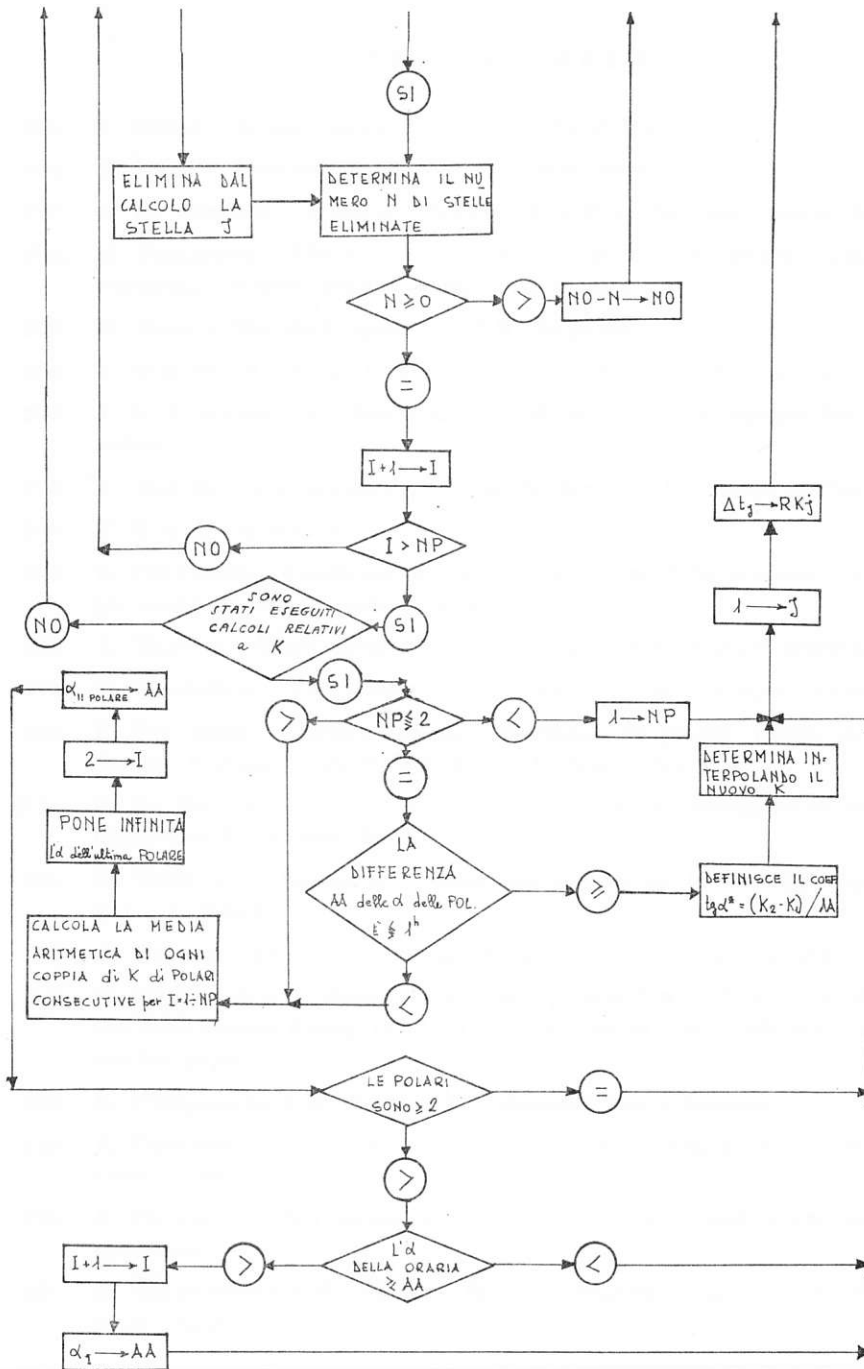 SI
ELIMINA DAL
CALCOLO LA
STELLA J
DETERMINA IL NU
MERO N DI STELLE
ELIMINATE
N ≥ 0
>
NO - N → NO
=
I + 1 → I
Δtj → RKj
I > NP
NO
SONO
STATI ESEGUITI
CALCOLI RELATIVI
a K
SI
NO
1 → J
SI
α II POLARE → AA
>
NP ≦ 2
<
1 → NP
2 → I
=
DETERMINA IN=
TERPOLANDO IL
NUOVO K
PONE INFINITA
l'α dell'ultima POLARE
LA
DIFFERENZA
AA delle α delle POL.
È ≶ 1h
≥
DEFINISCE IL COEF.
tgα* = (K2 - K1) / AA
CALCOLA LA MEDIA
ARITMETICA DI OGNI
COPPIA di K di POLARI
CONSECUTIVE per I = 1 ÷ NP
<
LE POLARI
SONO ≥ 2
=
>
I + 1 → I
>
L'α
DELLA ORARIA
≷ AA
<
αI → AA